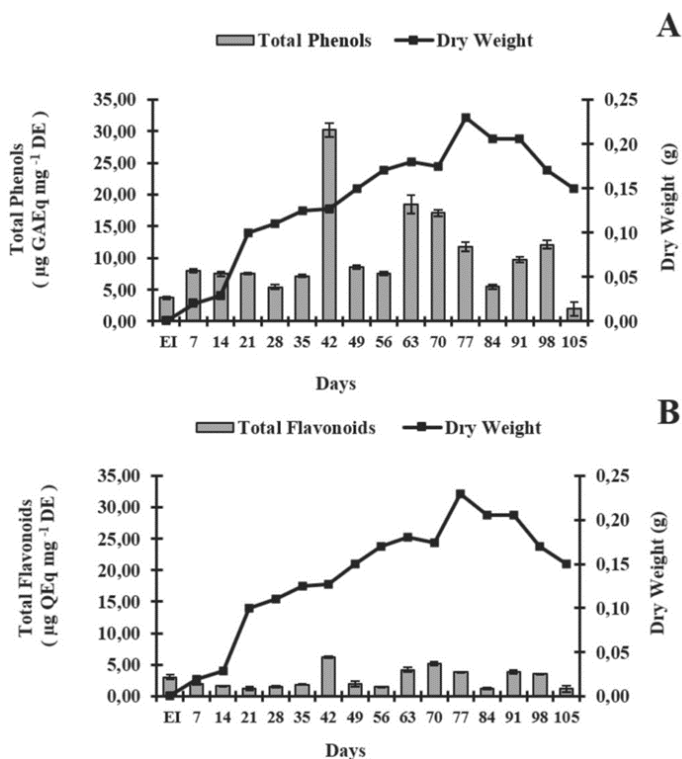 A
Total Phenols Dry Weight
Total Phenols
( µg GAEq mg -1 DE )
35,00
30,00
25,00
20,00
15,00
10,00
5,00
0,00
0,25
0,20
0,15
0,10
0,05
0,00
Dry Weight (g)
EI 7 14 21 28 35 42 49 56 63 70 77 84 91 98 105
Days
B
Total Flavonoids Dry Weight
Total Flavonoids
( µg QEq mg -1 DE )
35,00
30,00
25,00
20,00
15,00
10,00
5,00
0,00
0,25
0,20
0,15
0,10
0,05
0,00
Dry Weight (g)
EI 7 14 21 28 35 42 49 56 63 70 77 84 91 98 105
Days